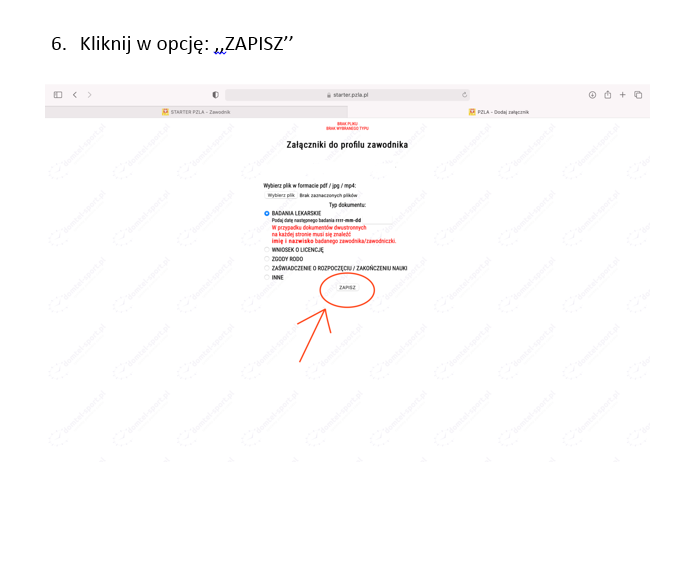 6. Kliknij w opcję: ,,ZAPISZ’’
starter.pzla.pl
STARTER PZLA – Zawodnik
PZLA – Dodaj załącznik
BRAK PLIKU
BRAK WYBRANEGO TYPU
Załączniki do profilu zawodnika
Wybierz plik w formacie pdf / jpg / mp4:
Wybierz plik Brak zaznaczonych plików
Typ dokumentu:
BADANIA LEKARSKIE
Podaj datę następnego badania rrrr-mm-dd
W przypadku dokumentów dwustronnych
na każdej stronie musi się znaleźć
imię i nazwisko badanego zawodnika/zawodniczki.
WNIOSEK O LICENCJĘ
ZGODY RODO
ZAŚWIADCZENIE O ROZPOCZĘCIU / ZAKOŃCZENIU NAUKI
INNE
ZAPISZ